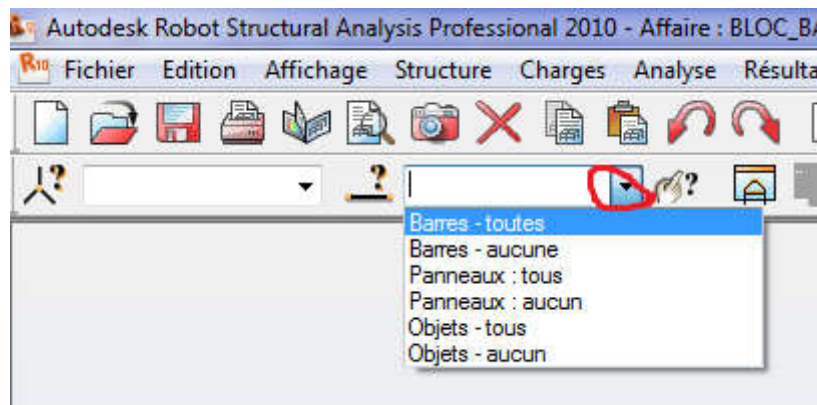 Autodesk Robot Structural Analysis Professional 2010 - Affaire : BLOC_BA
R10 Fichier Edition Affichage Structure Charges Analyse Résulta
? ? ?
Barres - toutes
Barres - aucune
Panneaux : tous
Panneaux : aucun
Objets - tous
Objets - aucun